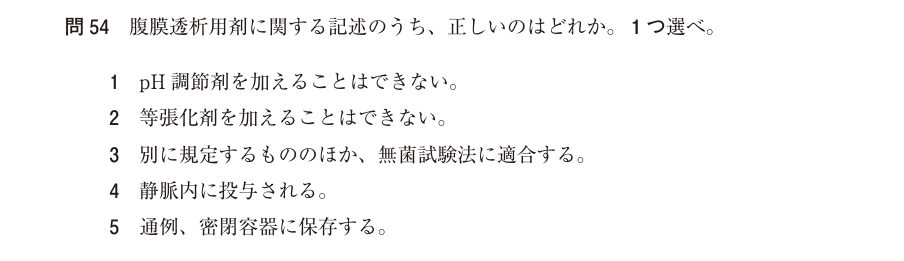 問 54 腹膜透析用剤に関する記述のうち、正しいのはどれか。1つ選べ。
1 pH 調節剤を加えることはできない。
2 等張化剤を加えることはできない。
3 別に規定するもののほか、無菌試験法に適合する。
4 静脈内に投与される。
5 通例、密閉容器に保存する。